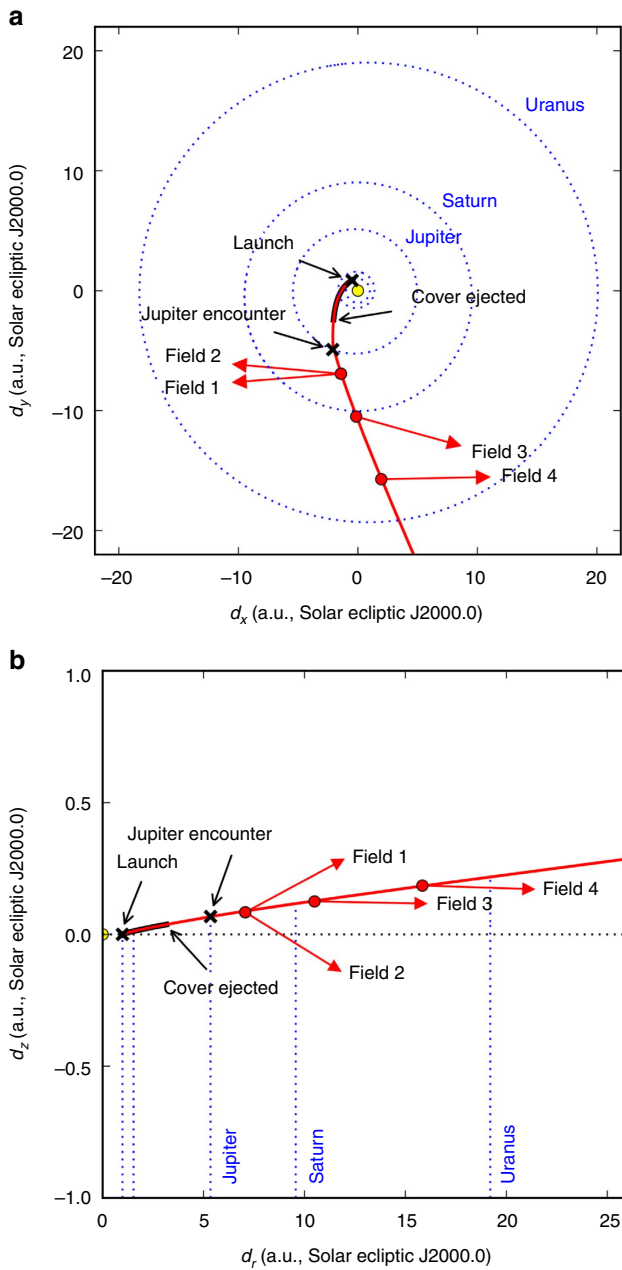 a
20
10
0
−10
−20
d_y (a.u., Solar ecliptic J2000.0)
Uranus
Saturn
Launch
Jupiter
Cover ejected
Jupiter encounter
Field 2
Field 1
Field 3
Field 4
−20
−10
0
10
20
d_x (a.u., Solar ecliptic J2000.0)
b
1.0
0.5
0.0
−0.5
−1.0
d_z (a.u., Solar ecliptic J2000.0)
Jupiter encounter
Launch
Field 1
Field 4
Field 3
Field 2
Cover ejected
Jupiter
Saturn
Uranus
0
5
10
15
20
25
d_r (a.u., Solar ecliptic J2000.0)